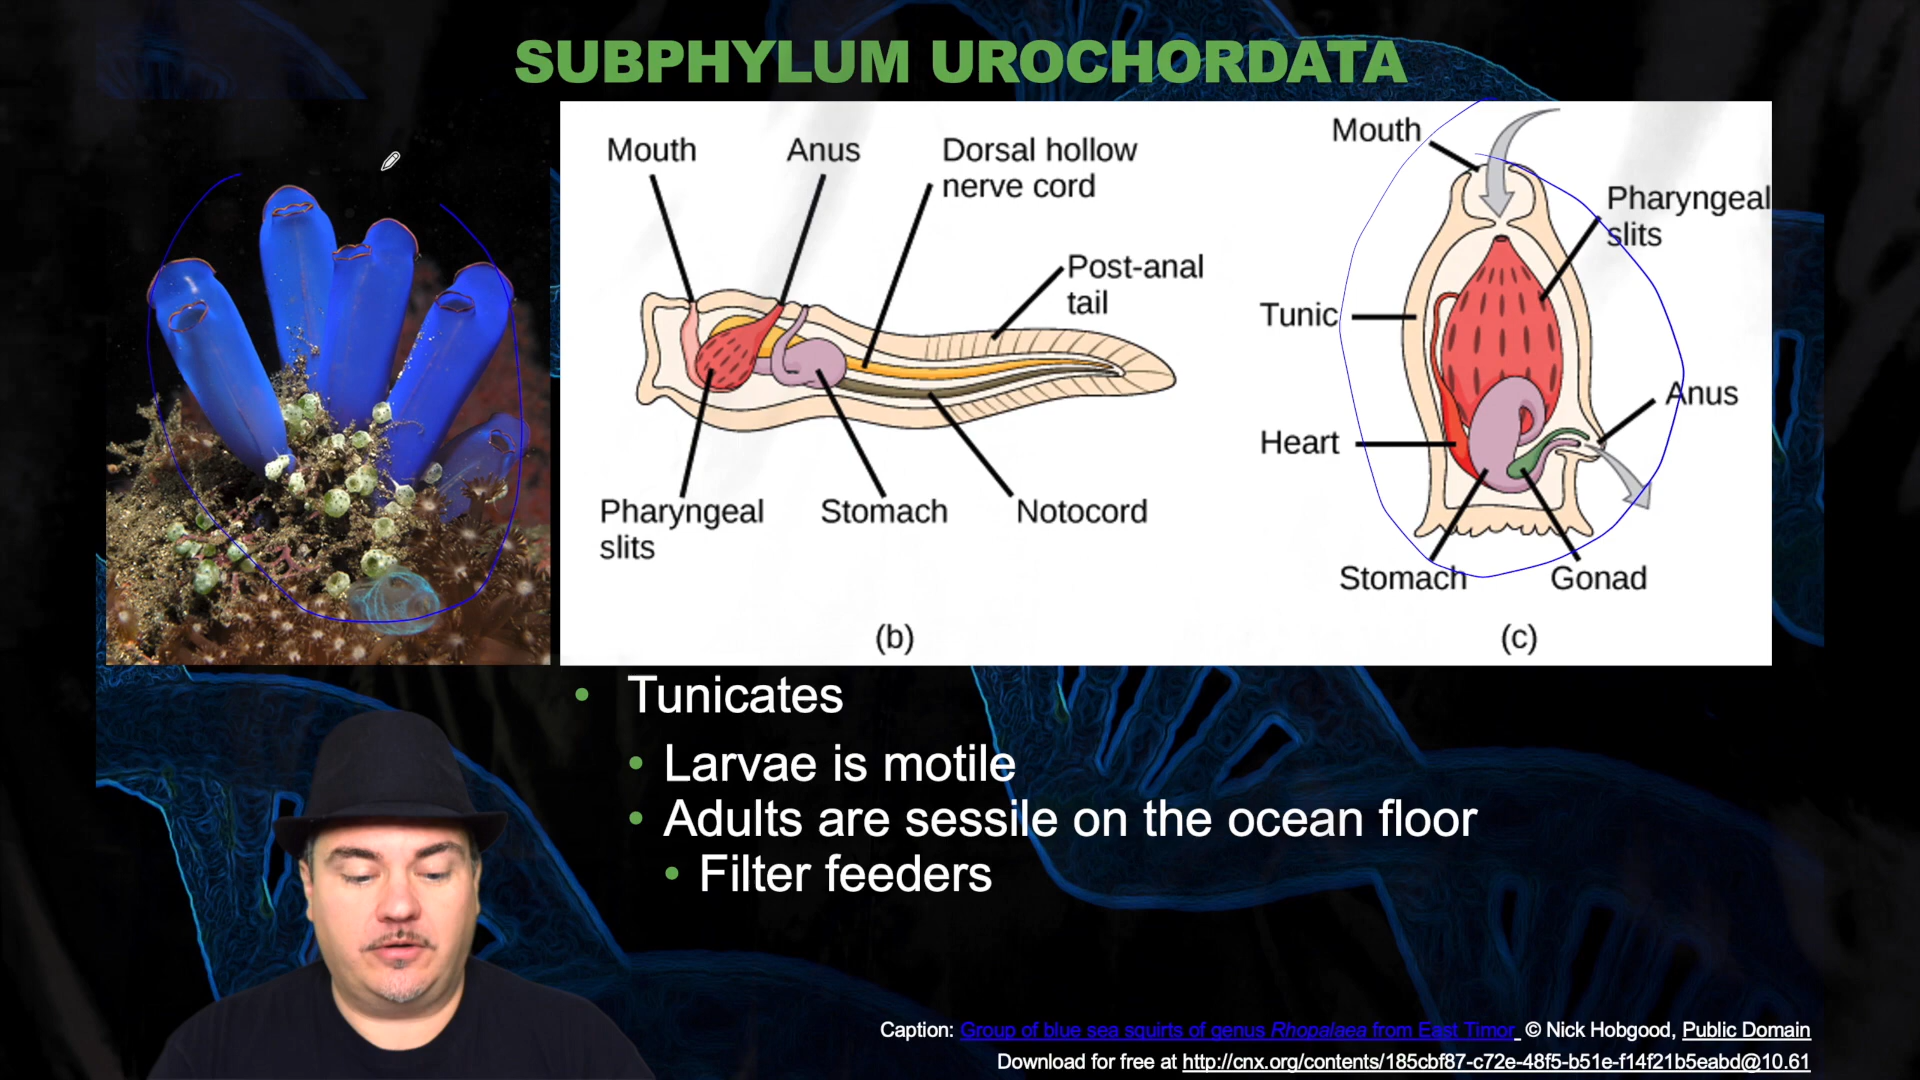 SUBPHYLUM UROCHORDATA
Mouth
Anus
Dorsal hollow
nerve cord
Post-anal
tail
Pharyngeal
slits
Stomach
Notocord
(b)
Mouth
Pharyngeal
slits
Tunic
Anus
Heart
Stomach
Gonad
(c)
• Tunicates
• Larvae is motile
• Adults are sessile on the ocean floor
• Filter feeders
Caption: Group of blue sea squirts of genus Rhopalaea from East Timor  © Nick Hobgood, Public Domain
Download for free at http://cnx.org/contents/185cbf87-c72e-48f5-b51e-f14f21b5eabd@10.61